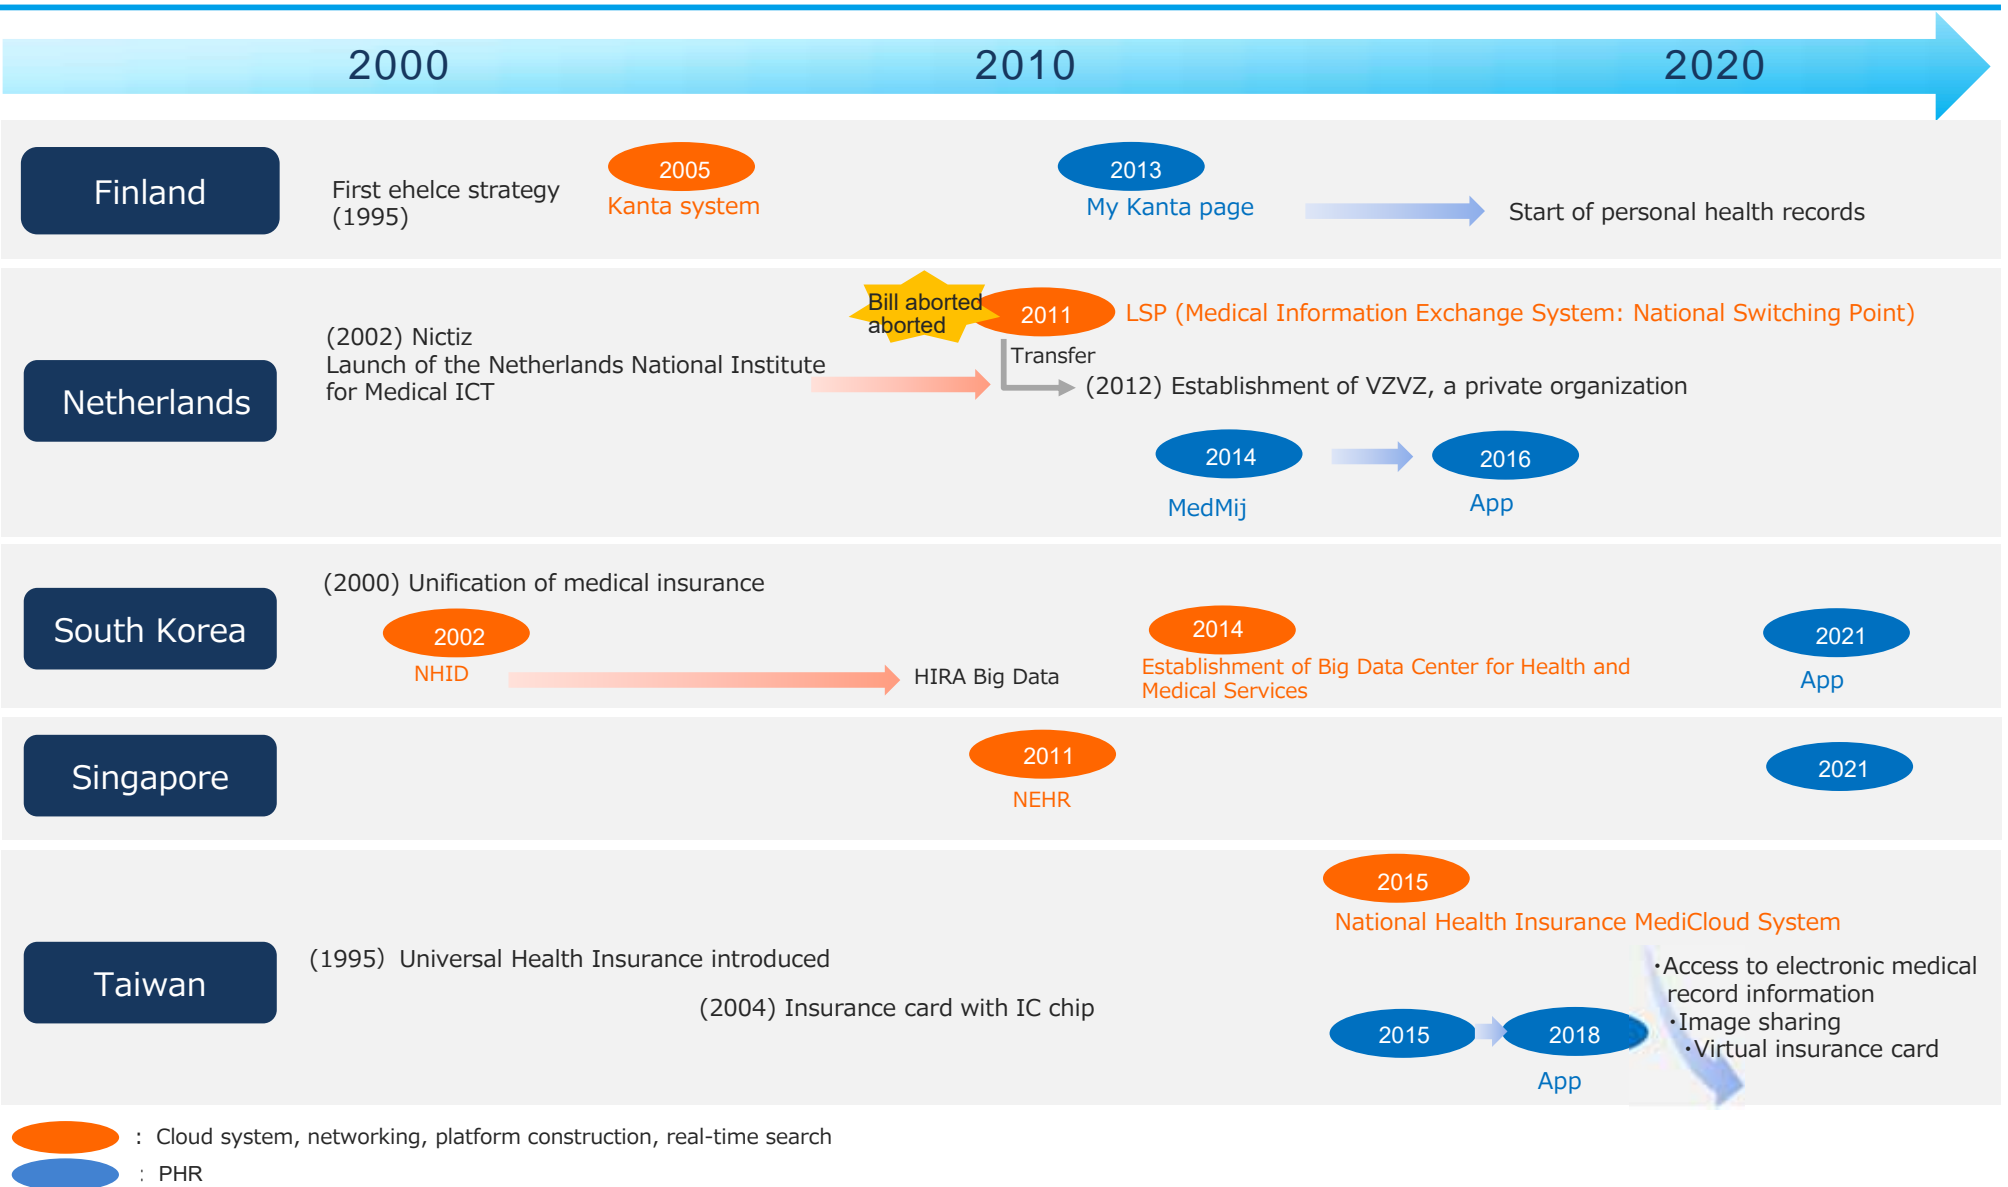 2000
2010
2020
Finland
First ehelce strategy
(1995)
2005
Kanta system
2013
My Kanta page
Start of personal health records
Netherlands
(2002) Nictiz
Launch of the Netherlands National Institute
for Medical ICT
Bill aborted
aborted
2011
LSP (Medical Information Exchange System: National Switching Point)
Transfer
(2012) Establishment of VZVZ, a private organization
2014
MedMij
2016
App
South Korea
(2000) Unification of medical insurance
2002
NHID
HIRA Big Data
2014
Establishment of Big Data Center for Health and
Medical Services
2021
App
Singapore
2011
NEHR
2021
Taiwan
(1995) Universal Health Insurance introduced
(2004) Insurance card with IC chip
2015
National Health Insurance MediCloud System
・Access to electronic medical
record information
・Image sharing
・Virtual insurance card
2015
2018
App
: Cloud system, networking, platform construction, real-time search
: PHR